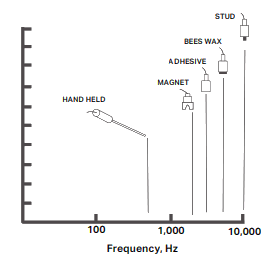 STUD
BEES WAX
ADHESIVE
MAGNET
HAND HELD
100 1,000 10,000
Frequency, Hz